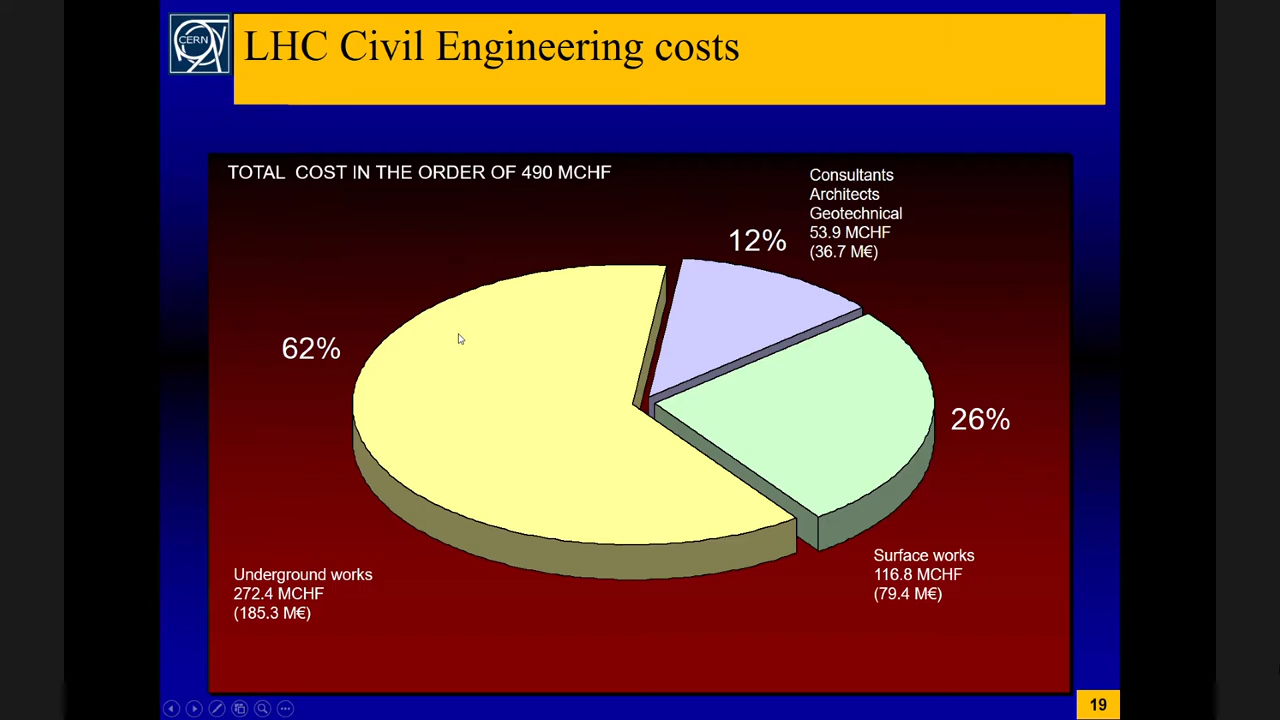 CERN
LHC Civil Engineering costs
TOTAL COST IN THE ORDER OF 490 MCHF
Consultants
Architects
Geotechnical
53.9 MCHF
(36.7 M€)
12%
62%
26%
Surface works
116.8 MCHF
(79.4 M€)
Underground works
272.4 MCHF
(185.3 M€)
19